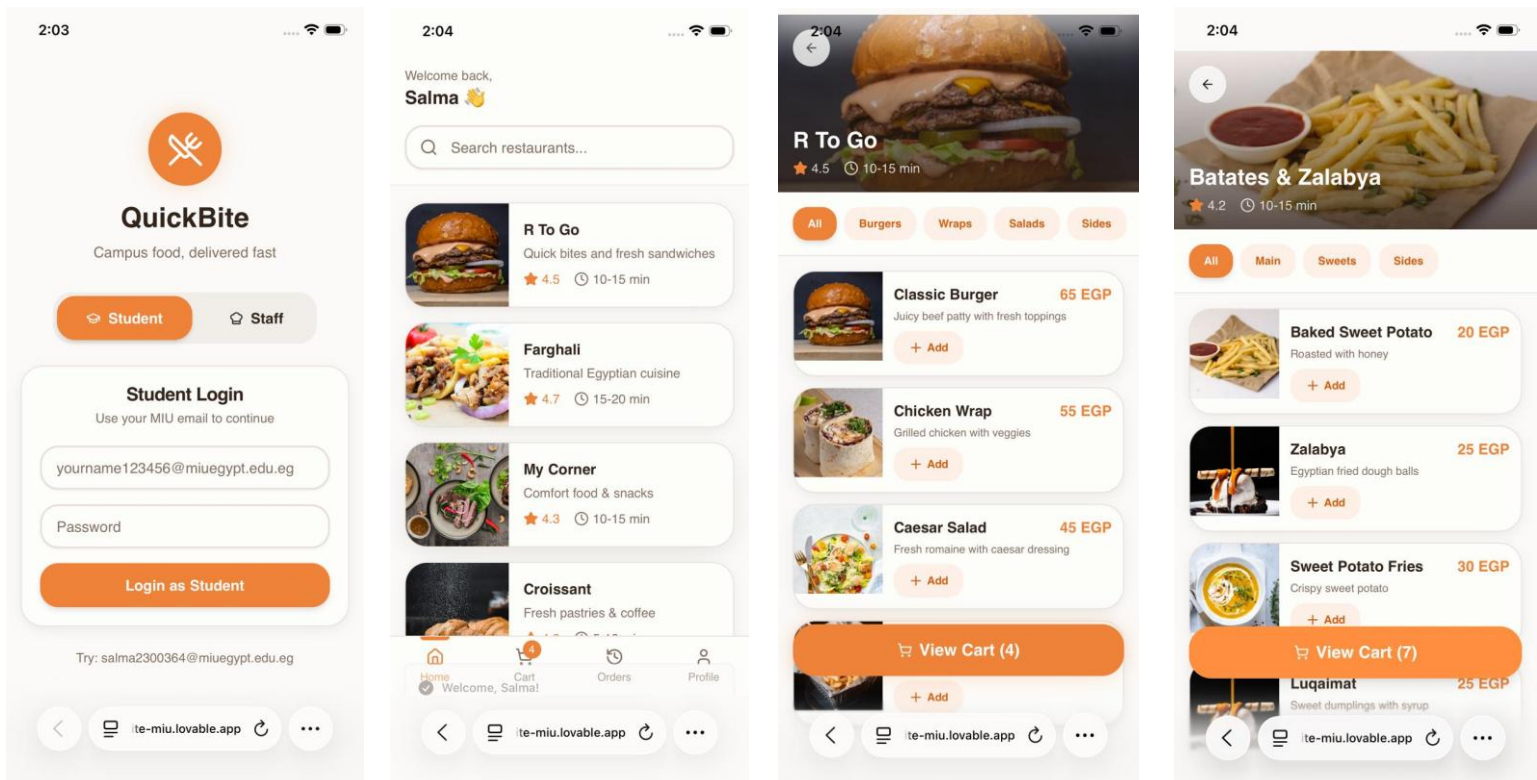 2:03
QuickBite
Campus food, delivered fast
Student
Staff
Student Login
Use your MIU email to continue
yourname123456@miuegypt.edu.eg
Password
Login as Student
Try: salma2300364@miuegypt.edu.eg
ite-miu.lovable.app
2:04
Welcome back,
Salma 👋
Search restaurants...
R To Go
Quick bites and fresh sandwiches
4.5 10-15 min
Farghali
Traditional Egyptian cuisine
4.7 15-20 min
My Corner
Comfort food & snacks
4.3 10-15 min
Croissant
Fresh pastries & coffee
4
Home Cart Orders Profile
Welcome, Salma!
ite-miu.lovable.app
2:04
R To Go
4.5 10-15 min
All Burgers Wraps Salads Sides
Classic Burger 65 EGP
Juicy beef patty with fresh toppings
+ Add
Chicken Wrap 55 EGP
Grilled chicken with veggies
+ Add
Caesar Salad 45 EGP
Fresh romaine with caesar dressing
+ Add
View Cart (4)
+ Add
ite-miu.lovable.app
2:04
Batates & Zalabya
4.2 10-15 min
All Main Sweets Sides
Baked Sweet Potato 20 EGP
Roasted with honey
+ Add
Zalabya 25 EGP
Egyptian fried dough balls
+ Add
Sweet Potato Fries 30 EGP
Crispy sweet potato
+ Add
View Cart (7)
Luqaimat 25 EGP
Sweet dumplings with syrup
ite-miu.lovable.app